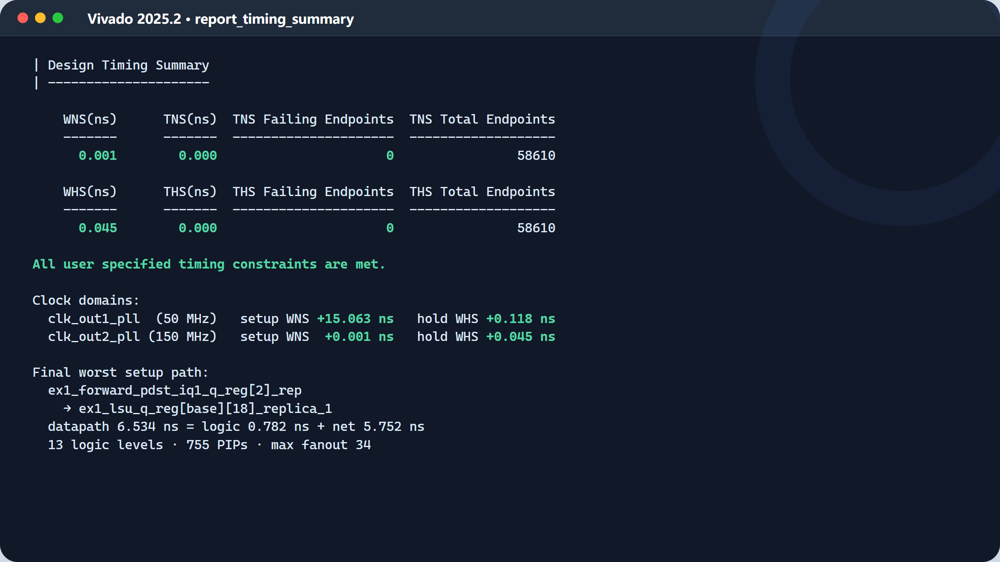 Vivado 2025.2 • report_timing_summary
| Design Timing Summary
| ---------------------
WNS(ns)      TNS(ns)  TNS Failing Endpoints  TNS Total Endpoints
-------      -------  ---------------------  -------------------
0.001        0.000                      0                58610
WHS(ns)      THS(ns)  THS Failing Endpoints  THS Total Endpoints
-------      -------  ---------------------  -------------------
0.045        0.000                      0                58610
All user specified timing constraints are met.
Clock domains:
clk_out1_pll  (50 MHz)   setup WNS +15.063 ns   hold WHS +0.118 ns
clk_out2_pll (150 MHz)   setup WNS  +0.001 ns   hold WHS +0.045 ns
Final worst setup path:
ex1_forward_pdst_iq1_q_reg[2]_rep
→ ex1_lsu_q_reg[base][18]_replica_1
datapath 6.534 ns = logic 0.782 ns + net 5.752 ns
13 logic levels · 755 PIPs · max fanout 34